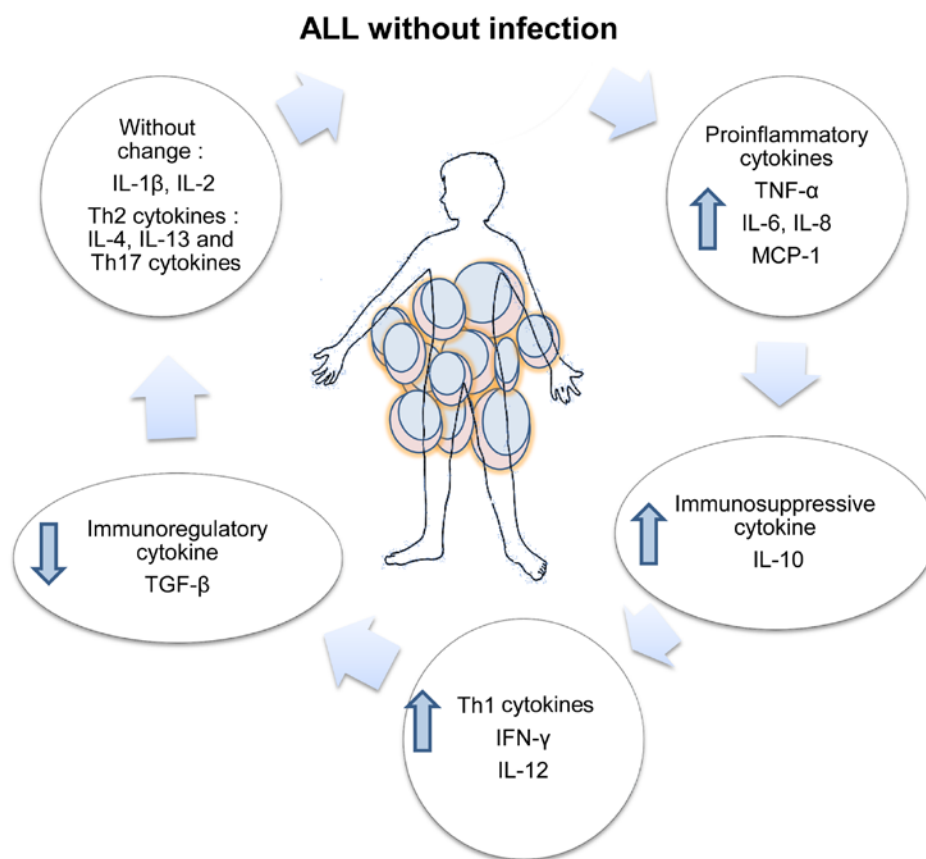 ALL without infection
Without
change :
IL-1β, IL-2
Th2 cytokines :
IL-4, IL-13 and
Th17 cytokines
Proinflammatory
cytokines
TNF-α
IL-6, IL-8
MCP-1
Immunosuppressive
cytokine
IL-10
Th1 cytokines
IFN-γ
IL-12
Immunoregulatory
cytokine
TGF-β